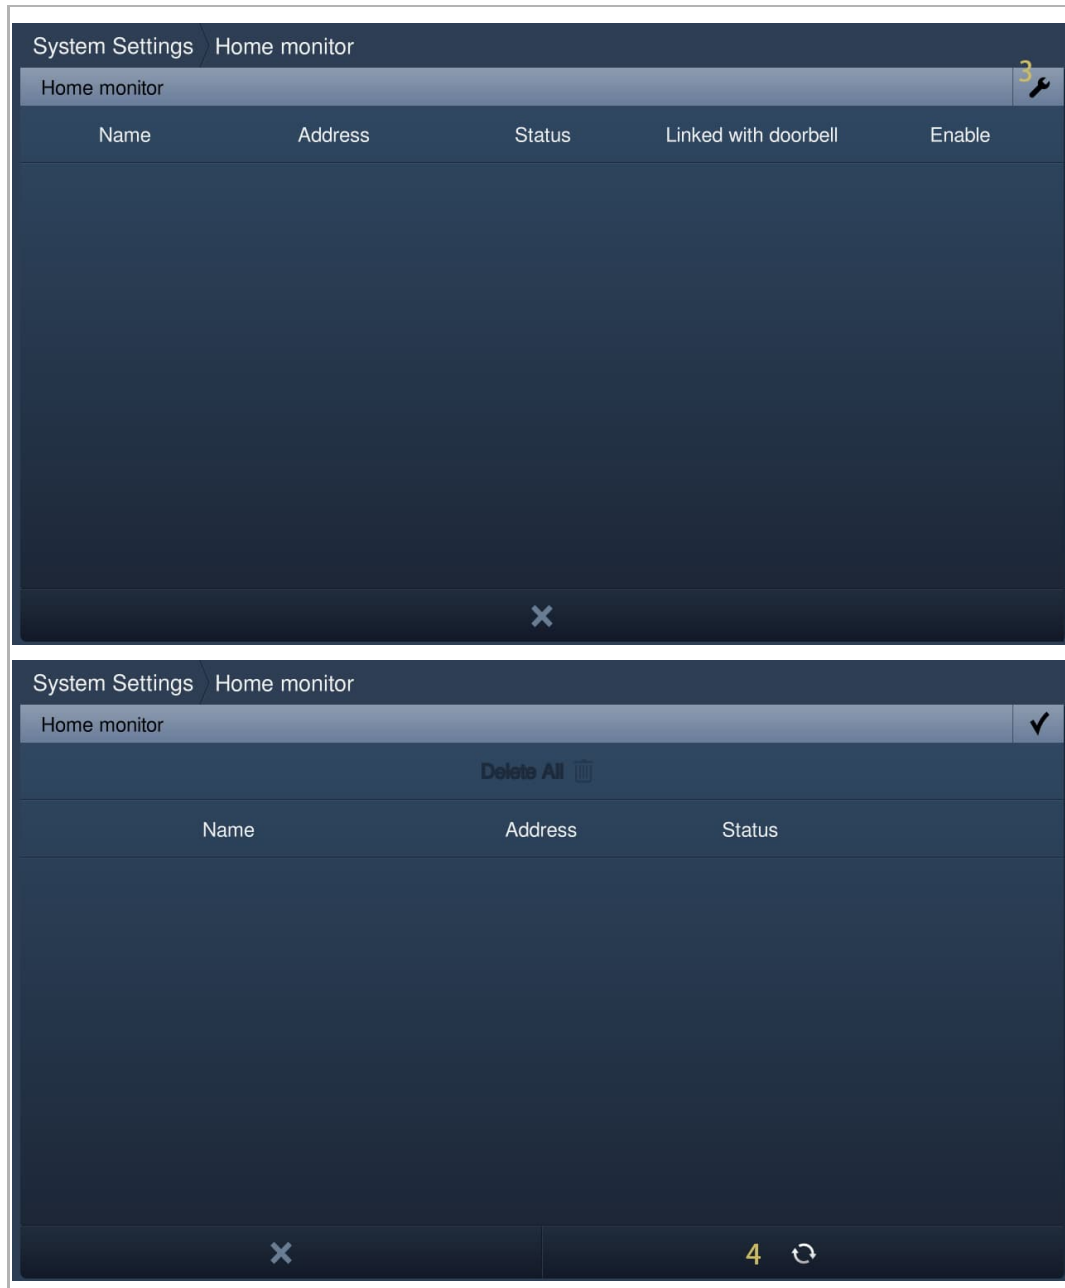 System Settings Home monitor
3
Home monitor
Name Address Status Linked with doorbell Enable
System Settings Home monitor
Home monitor
Delete All
Name Address Status
4